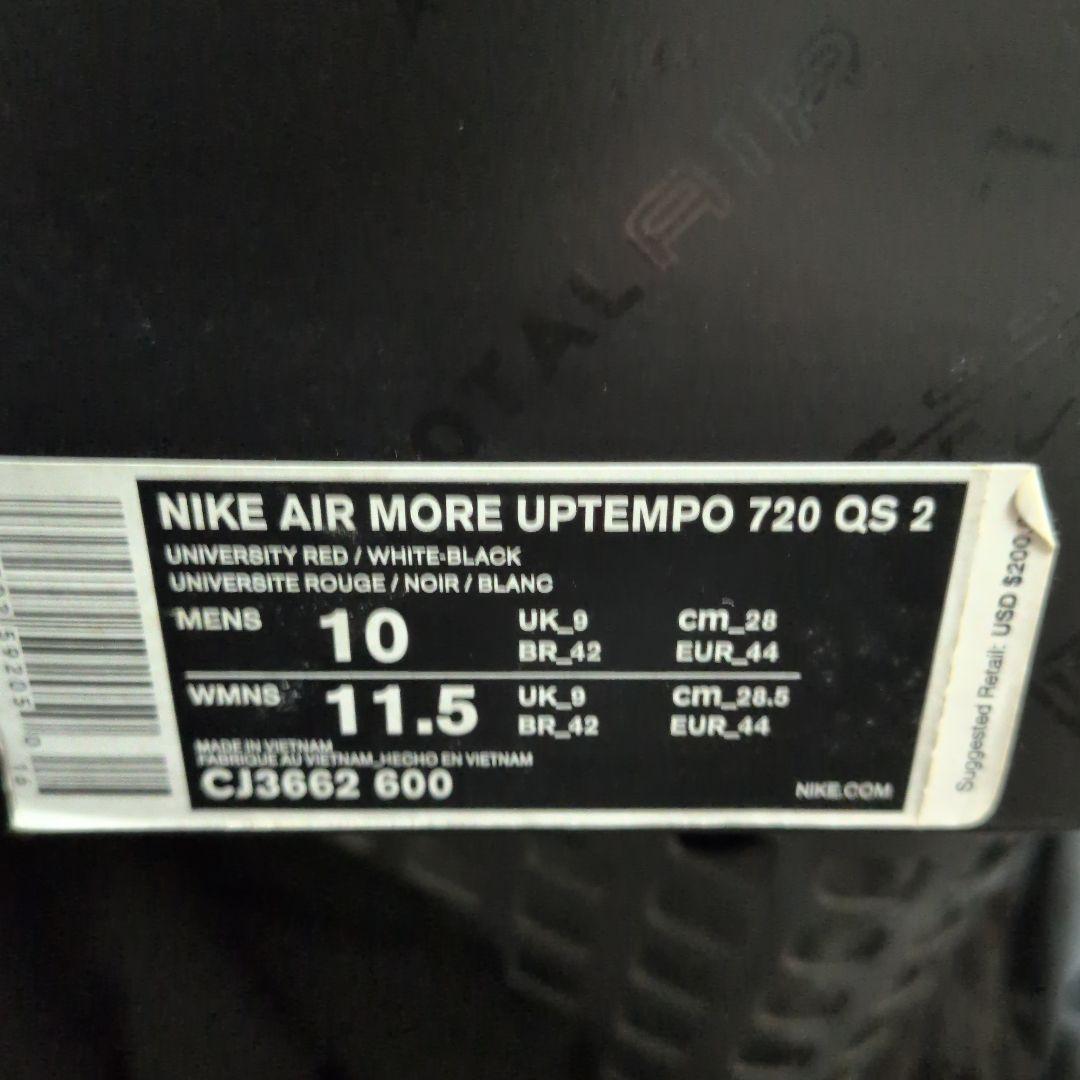 TOTAL AIR
NIKE AIR MORE UPTEMPO 720 QS 2
UNIVERSITY RED / WHITE-BLACK
UNIVERSITE ROUGE / NOIR / BLANC
MENS 10 UK_9 cm_28
BR_42 EUR_44
WMNS 11.5 UK_9 cm_28.5
BR_42 EUR_44
MADE IN VIETNAM
FABRIQUE AU VIETNAM_HECHO EN VIETNAM
CJ3662 600
NIKE.COM
Suggested Retail: USD $200